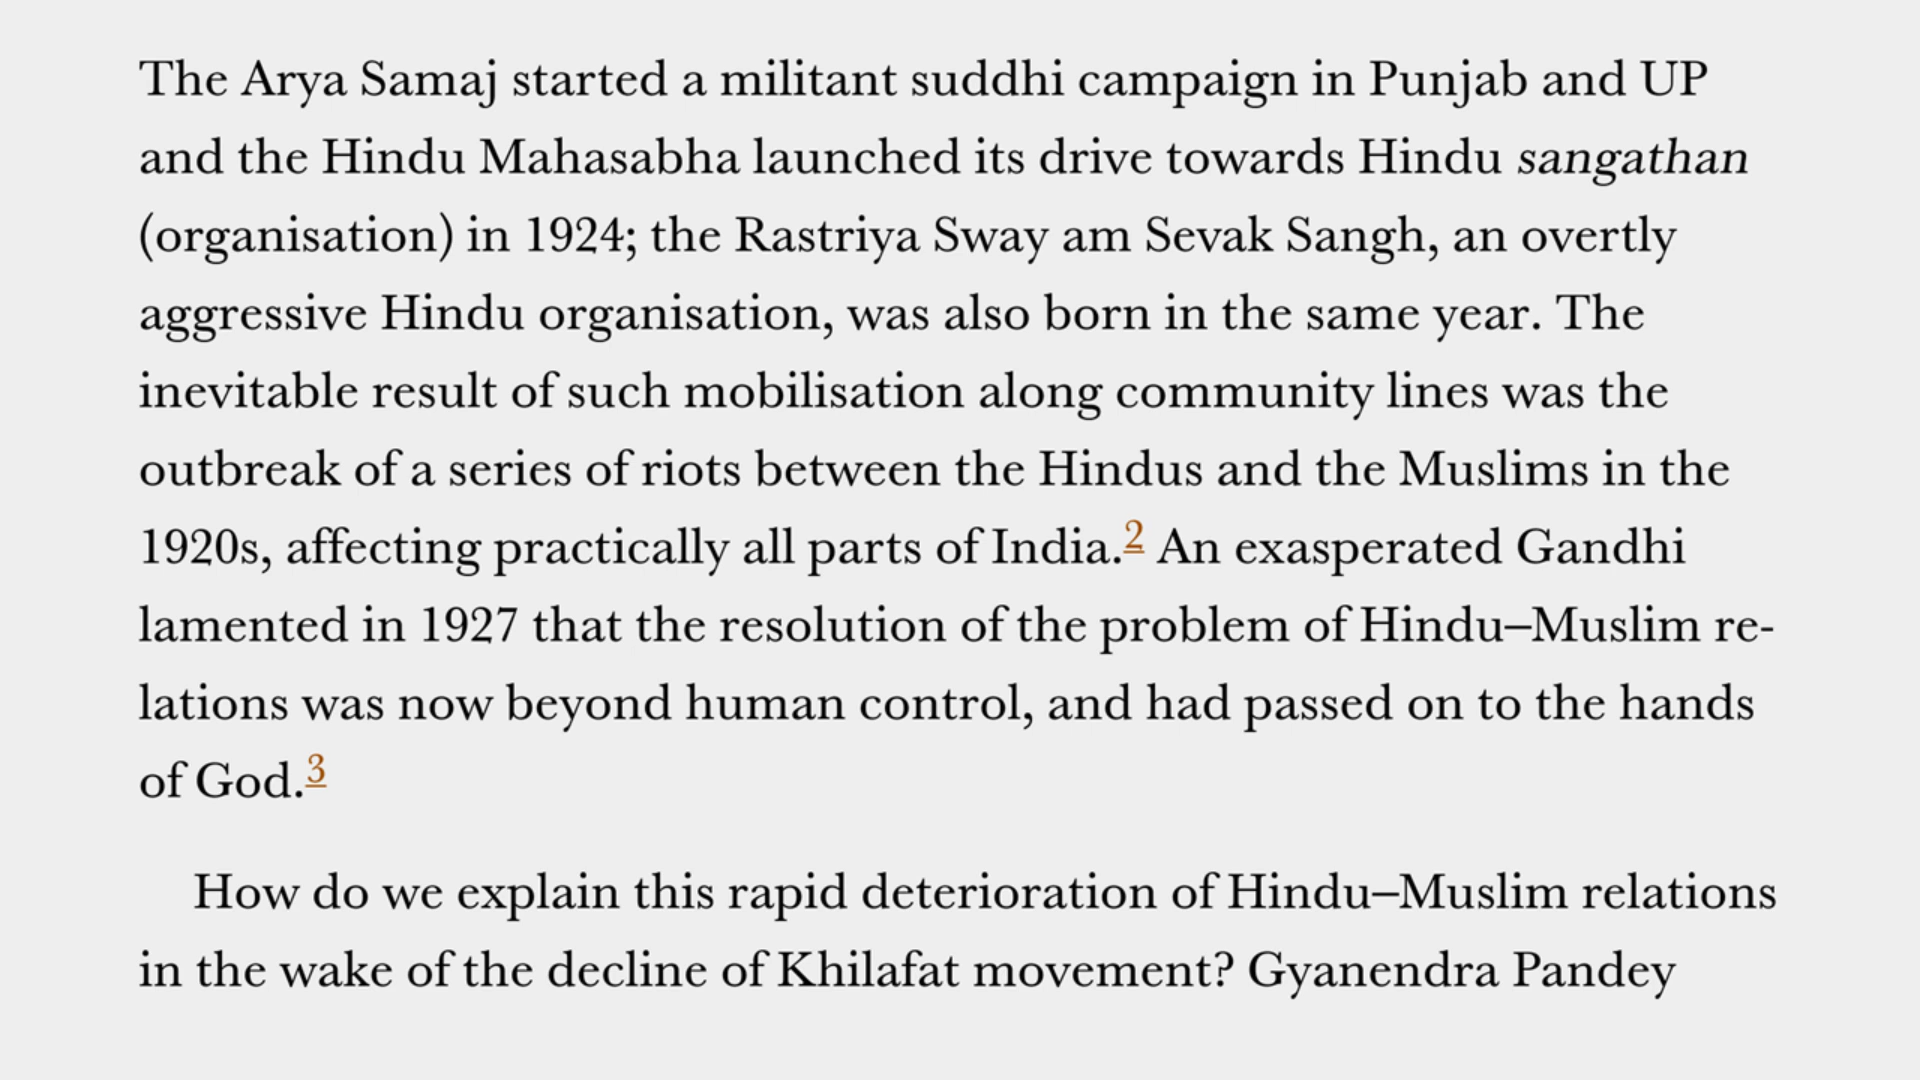 The Arya Samaj started a militant suddhi campaign in Punjab and UP
and the Hindu Mahasabha launched its drive towards Hindu sangathan
(organisation) in 1924; the Rastriya Sway am Sevak Sangh, an overtly
aggressive Hindu organisation, was also born in the same year. The
inevitable result of such mobilisation along community lines was the
outbreak of a series of riots between the Hindus and the Muslims in the
1920s, affecting practically all parts of India.2 An exasperated Gandhi
lamented in 1927 that the resolution of the problem of Hindu–Muslim re-
lations was now beyond human control, and had passed on to the hands
of God.3
How do we explain this rapid deterioration of Hindu–Muslim relations
in the wake of the decline of Khilafat movement? Gyanendra Pandey